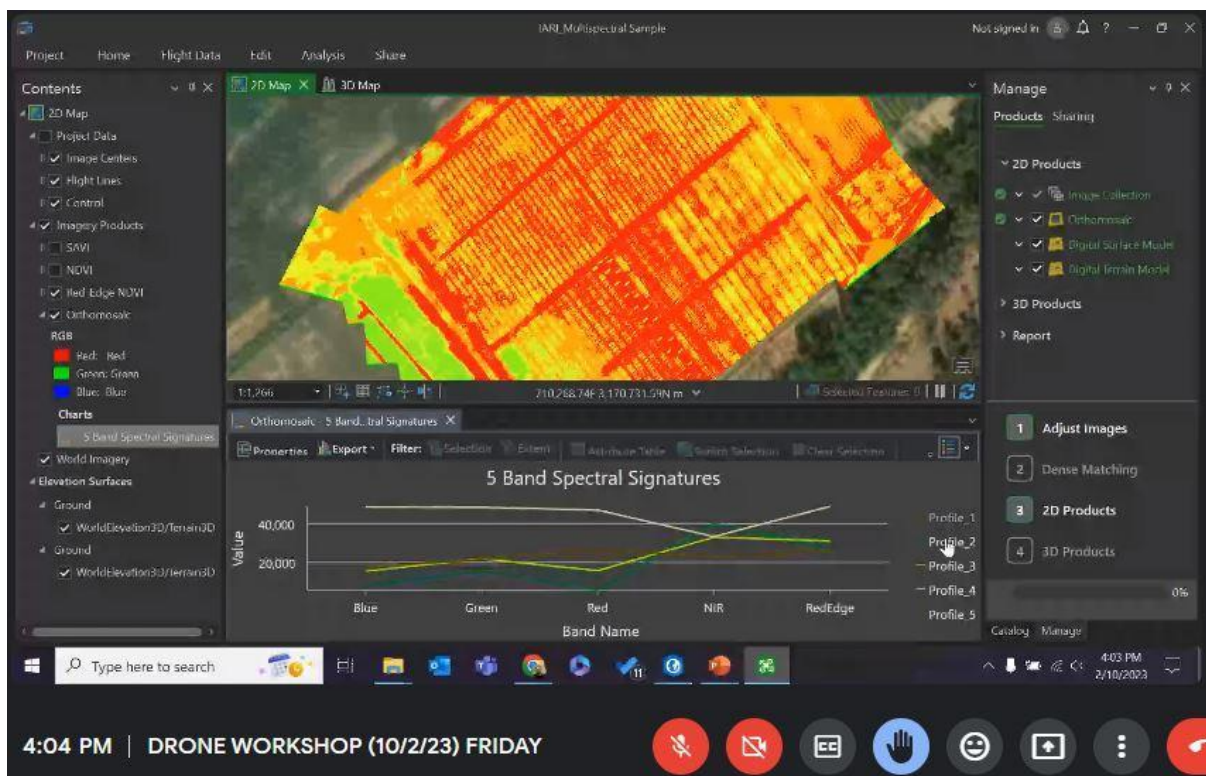 IARI_Multispectral Sample
Not signed in
Project Home Flight Data Edit Analysis Share
Contents
2D Map
Project Data
Image Centers
Flight Lines
Control
Imagery Products
SAVI
NDVI
Red Edge NDVI
Orthomosaic
RGB
Red: Red
Green: Green
Blue: Blue
Charts
5 Band Spectral Signatures
World Imagery
Elevation Surfaces
Ground
WorldElevation3D/Terrain3D
Ground
WorldElevation3D/Terrain3D
2D Map 3D Map
1:1,266
Selected Features: 0
Orthomosaic - 5 Band...tral Signatures
Properties Export Filter: Selection Extent Attribute Table Switch Selection Clear Selection
5 Band Spectral Signatures
Value
40,000
20,000
Blue Green Red NIR RedEdge
Band Name
Profile_1
Profile_2
Profile_3
Profile_4
Profile_5
Manage
Products Sharing
2D Products
Image Collection
Orthomosaic
Digital Surface Model
Digital Terrain Model
3D Products
Report
1 Adjust Images
2 Dense Matching
3 2D Products
4 3D Products
0%
Catalog Manage
Type here to search
11
4:03 PM
2/10/2023
4:04 PM | DRONE WORKSHOP (10/2/23) FRIDAY
CC